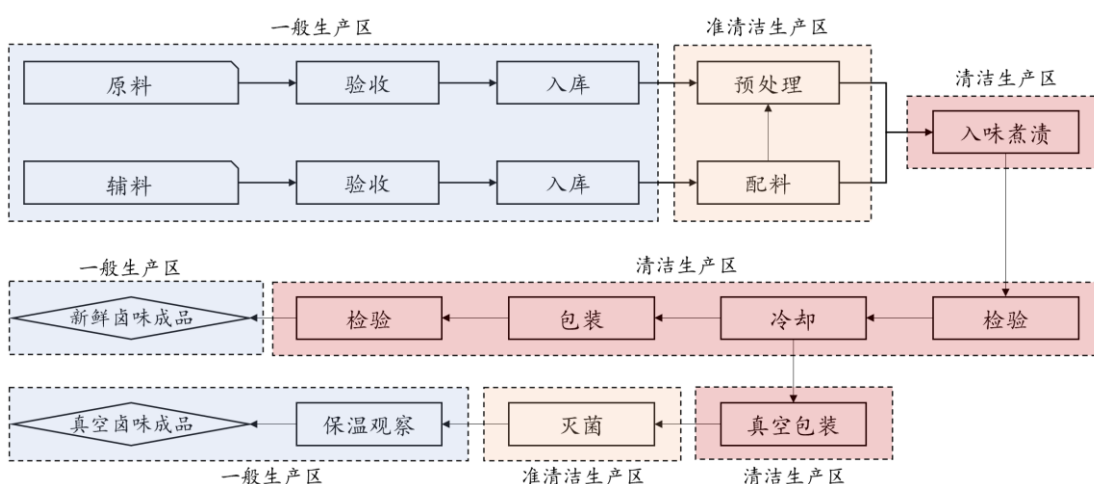 一般生产区
准清洁生产区
原料
验收
入库
预处理
清洁生产区
入味煮渍
辅料
验收
入库
配料
一般生产区
清洁生产区
新鲜卤味成品
检验
包装
冷却
检验
真空卤味成品
保温观察
灭菌
真空包装
一般生产区
准清洁生产区
清洁生产区